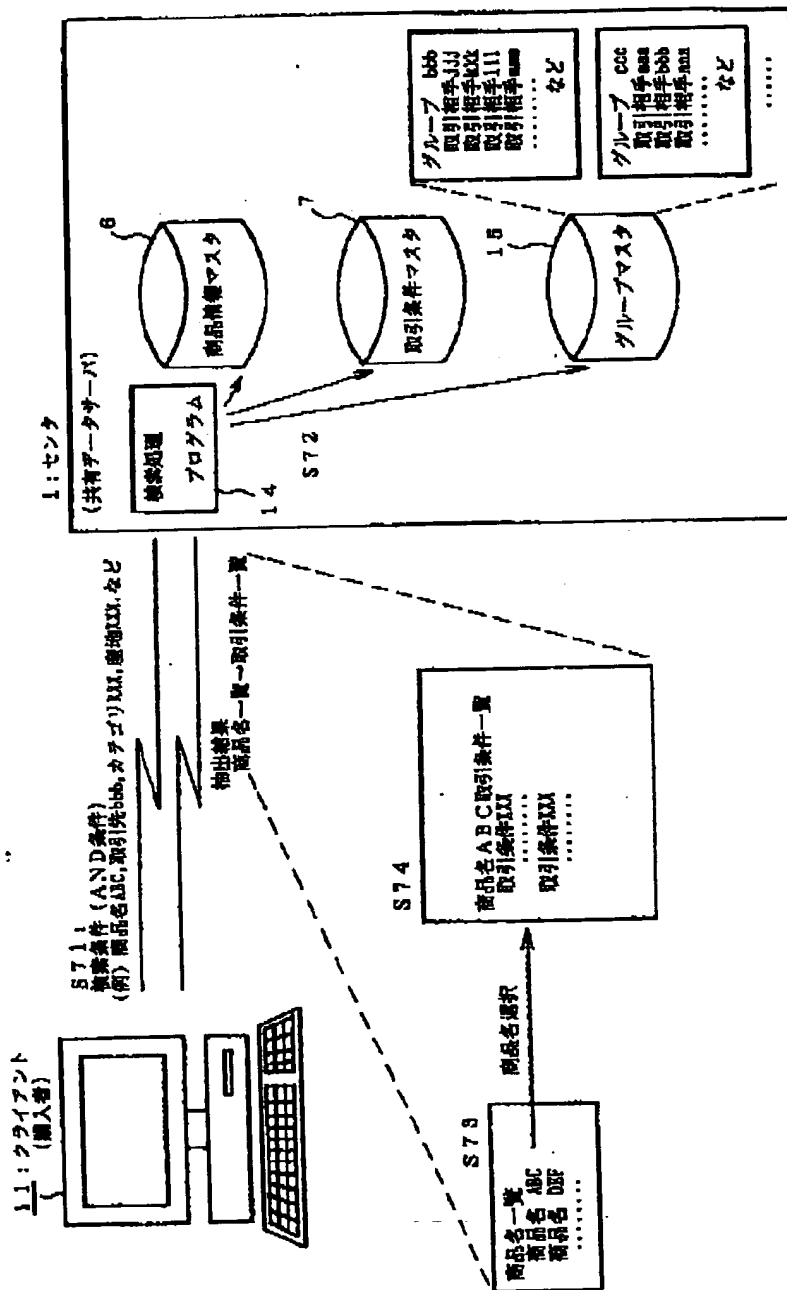 11:クライアント
(購入者)
S71:
検索条件(AND条件)
(例)商品名ABC,取引先bbb,カテゴリXXX,産地XXX,など
抽出結果
商品名一覧→取引条件一覧
1:センタ
(共有データサーバ)
検索処理
プログラム
14
S72
商品情報マスタ
6
取引条件マスタ
7
グループマスタ
15
グループ bbb
取引相手jjj
取引相手kkk
取引相手lll
取引相手mmm
........
など
グループ ccc
取引相手aaa
取引相手bbb
取引相手nnn
........
など
......
S73
商品名一覧
商品名 ABC
商品名 DEF
........
商品名選択
S74
商品名ABC取引条件一覧
取引条件XXX
........
取引条件XXX
........